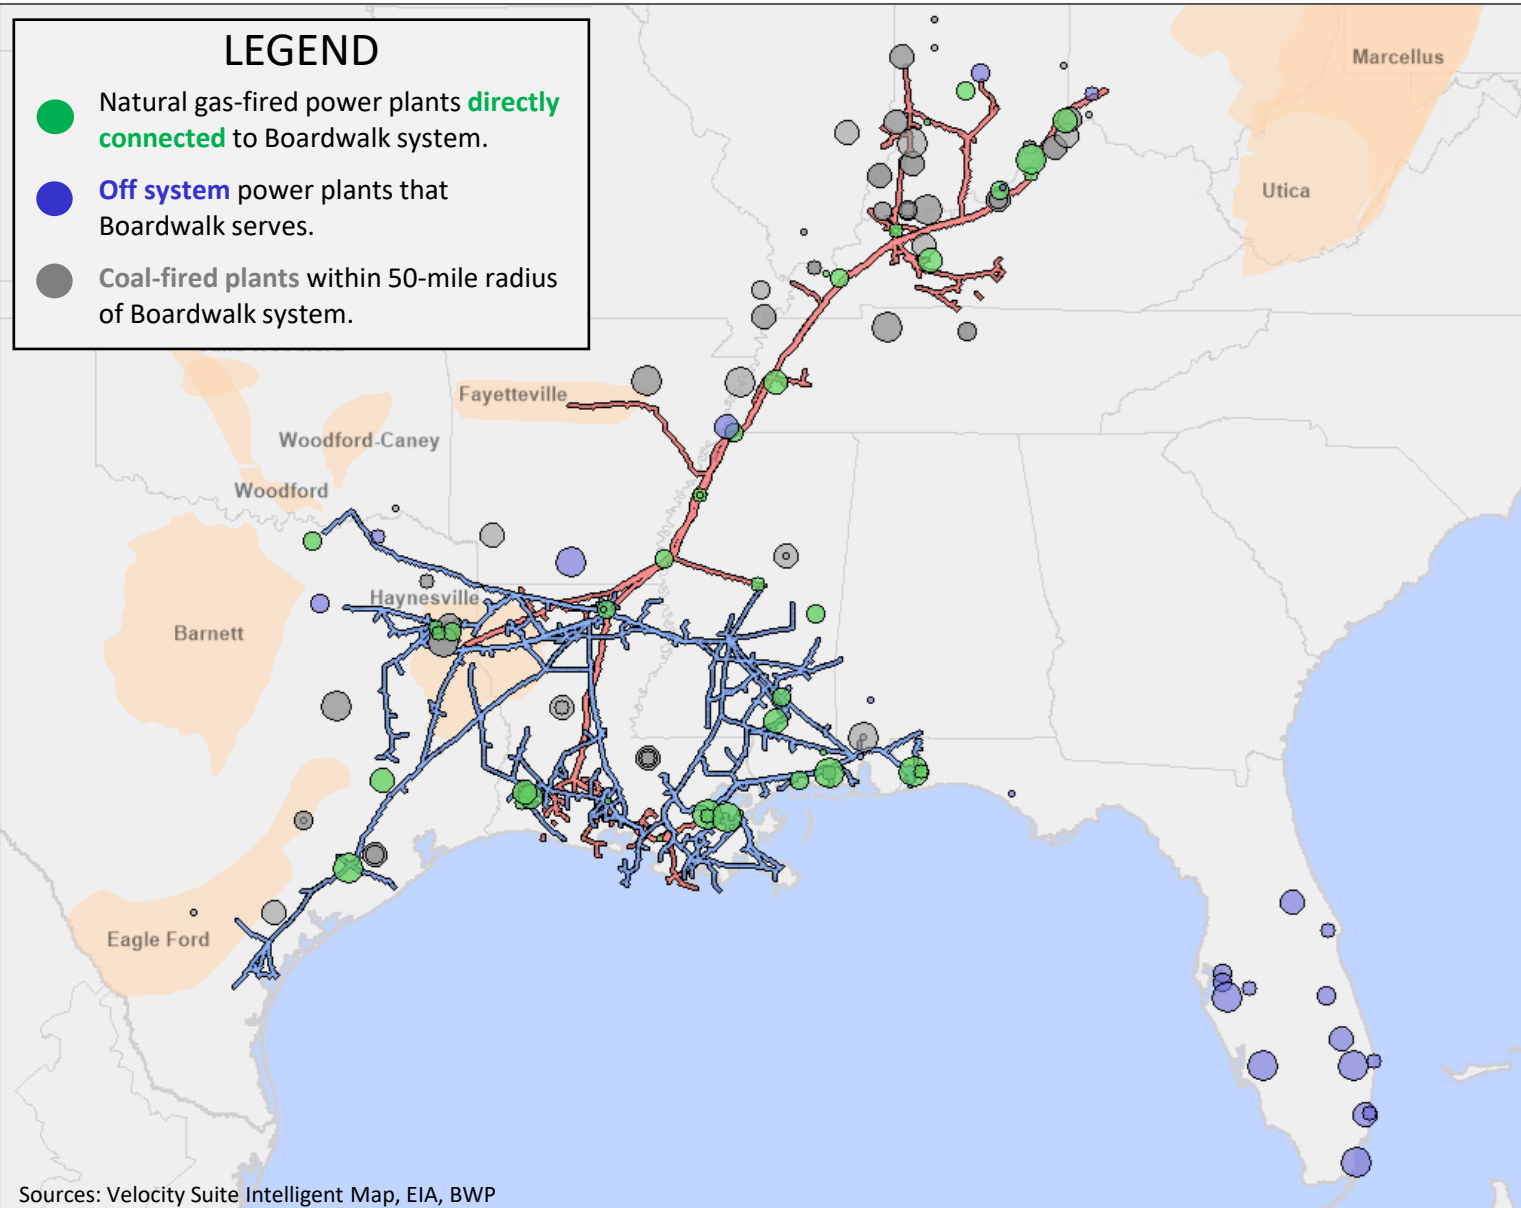 LEGEND
Natural gas-fired power plants directly
connected to Boardwalk system.
Off system power plants that
Boardwalk serves.
Coal-fired plants within 50-mile radius
of Boardwalk system.
Marcellus
Utica
Fayetteville
Woodford-Caney
Woodford
Haynesville
Barnett
Eagle Ford
Sources: Velocity Suite Intelligent Map, EIA, BWP